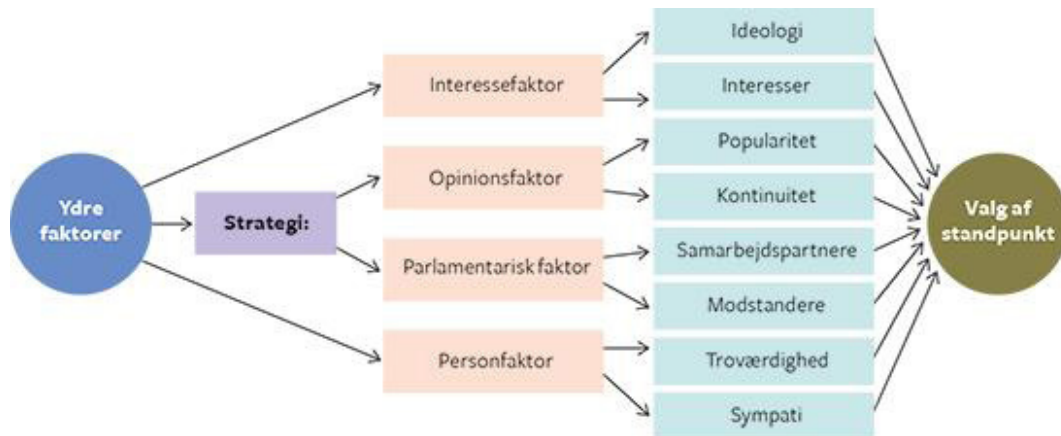 Ydre
faktorer
Strategi:
Interessefaktor
Opinionsfaktor
Parlamentarisk faktor
Personfaktor
Ideologi
Interesser
Popularitet
Kontinuitet
Samarbejdspartnere
Modstandere
Troværdighed
Sympati
Valg af
standpunkt